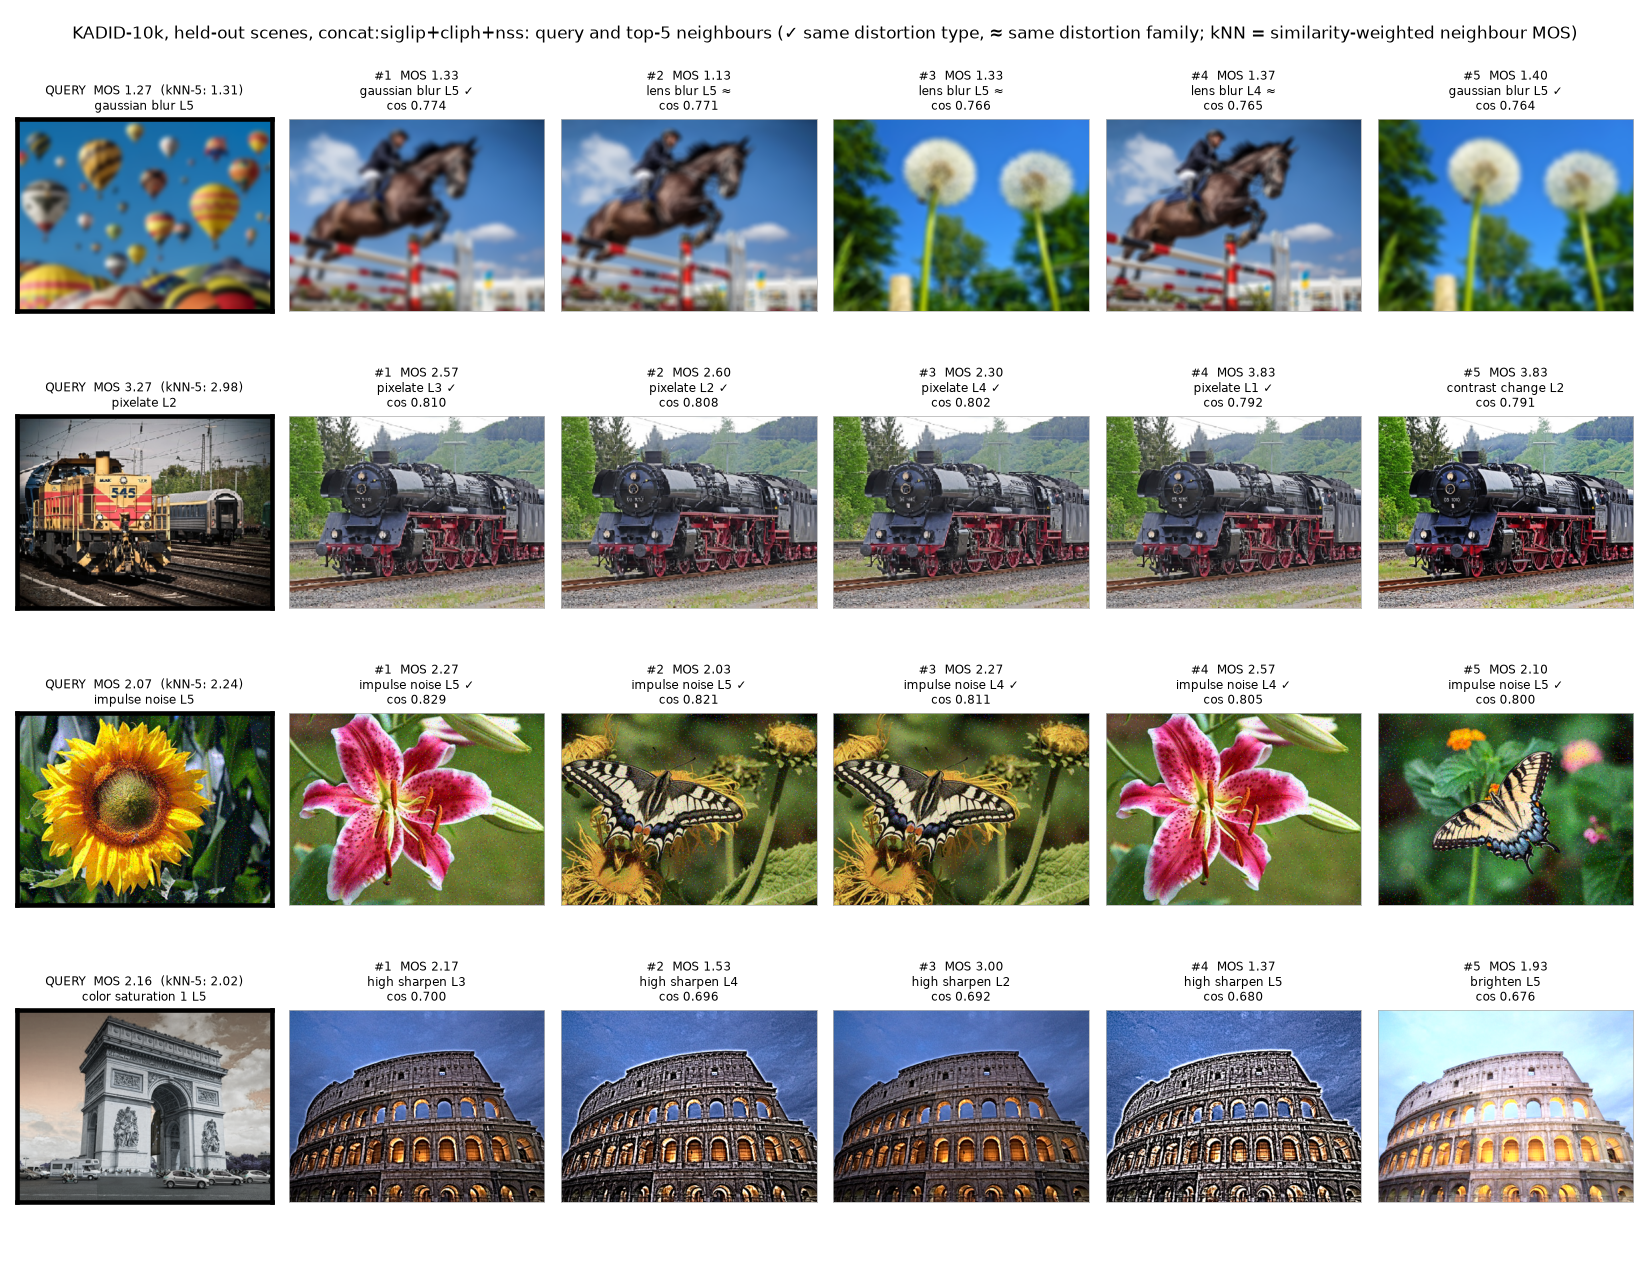 KADID-10k, held-out scenes, concat:siglip+cliph+nss: query and top-5 neighbours (✓ same distortion type, ≈ same distortion family; kNN = similarity-weighted neighbour MOS)
QUERY  MOS 1.27  (kNN-5: 1.31)
gaussian blur L5
#1  MOS 1.33
gaussian blur L5 ✓
cos 0.774
#2  MOS 1.13
lens blur L5 ≈
cos 0.771
#3  MOS 1.33
lens blur L5 ≈
cos 0.766
#4  MOS 1.37
lens blur L4 ≈
cos 0.765
#5  MOS 1.40
gaussian blur L5 ✓
cos 0.764
QUERY  MOS 3.27  (kNN-5: 2.98)
pixelate L2
545
#1  MOS 2.57
pixelate L3 ✓
cos 0.810
#2  MOS 2.60
pixelate L2 ✓
cos 0.808
#3  MOS 2.30
pixelate L4 ✓
cos 0.802
#4  MOS 3.83
pixelate L1 ✓
cos 0.792
#5  MOS 3.83
contrast change L2
cos 0.791
QUERY  MOS 2.07  (kNN-5: 2.24)
impulse noise L5
#1  MOS 2.27
impulse noise L5 ✓
cos 0.829
#2  MOS 2.03
impulse noise L5 ✓
cos 0.821
#3  MOS 2.27
impulse noise L4 ✓
cos 0.811
#4  MOS 2.57
impulse noise L4 ✓
cos 0.805
#5  MOS 2.10
impulse noise L5 ✓
cos 0.800
QUERY  MOS 2.16  (kNN-5: 2.02)
color saturation 1 L5
#1  MOS 2.17
high sharpen L3
cos 0.700
#2  MOS 1.53
high sharpen L4
cos 0.696
#3  MOS 3.00
high sharpen L2
cos 0.692
#4  MOS 1.37
high sharpen L5
cos 0.680
#5  MOS 1.93
brighten L5
cos 0.676